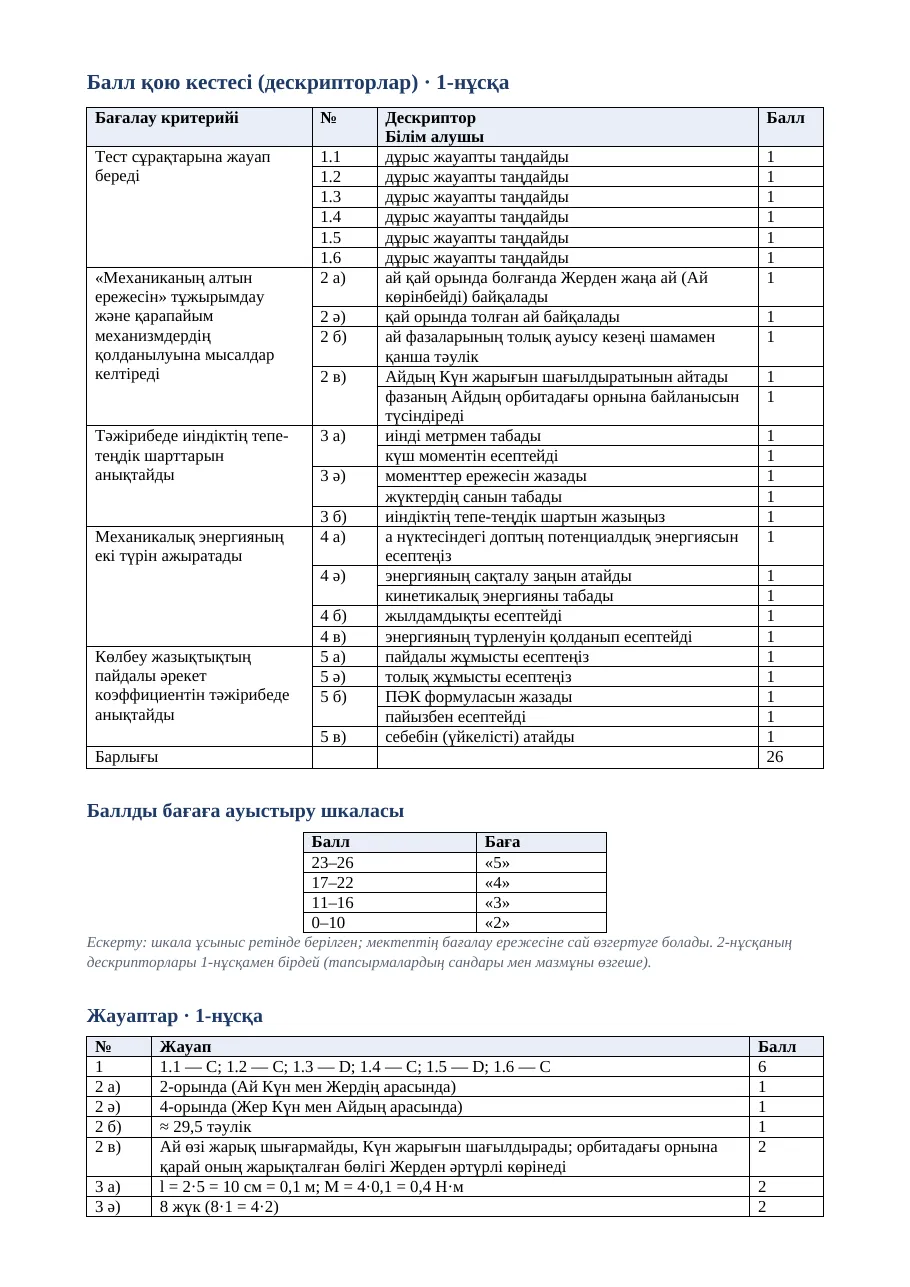 Балл қою кестесі (дескрипторлар) · 1-нұсқа
Бағалау критерийі № Дескриптор Балл
Білім алушы
Тест сұрақтарына жауап 1.1 дұрыс жауапты таңдайды 1
береді 1.2 дұрыс жауапты таңдайды 1
1.3 дұрыс жауапты таңдайды 1
1.4 дұрыс жауапты таңдайды 1
1.5 дұрыс жауапты таңдайды 1
1.6 дұрыс жауапты таңдайды 1
«Механиканың алтын 2 а) ай қай орында болғанда Жерден жаңа ай (Ай 1
ережесін» тұжырымдау көрінбейді) байқалады
және қарапайым 2 ә) қай орында толған ай байқалады 1
механизмдердің 2 б) ай фазаларының толық ауысу кезеңі шамамен 1
қолданылуына мысалдар қанша тәулік
келтіреді 2 в) Айдың Күн жарығын шағылдыратынын айтады 1
фазаның Айдың орбитадағы орнына байланысын 1
түсіндіреді
Тәжірибеде иіндіктің тепе- 3 а) иінді метрмен табады 1
теңдік шарттарын күш моментін есептейді 1
анықтайды 3 ә) моменттер ережесін жазады 1
жүктердің санын табады 1
3 б) иіндіктің тепе-теңдік шартын жазыңыз 1
Механикалық энергияның 4 а) а нүктесіндегі доптың потенциалдық энергиясын 1
екі түрін ажыратады есептеңіз
4 ә) энергияның сақталу заңын атайды 1
кинетикалық энергияны табады 1
4 б) жылдамдықты есептейді 1
4 в) энергияның түрленуін қолданып есептейді 1
Көлбеу жазықтықтың 5 а) пайдалы жұмысты есептеңіз 1
пайдалы әрекет 5 ә) толық жұмысты есептеңіз 1
коэффициентін тәжірибеде 5 б) ПӘК формуласын жазады 1
анықтайды пайызбен есептейді 1
5 в) себебін (үйкелісті) атайды 1
Барлығы 26
Баллды бағаға ауыстыру шкаласы
Балл Баға
23–26 «5»
17–22 «4»
11–16 «3»
0–10 «2»
Ескерту: шкала ұсыныс ретінде берілген; мектептің бағалау ережесіне сай өзгертуге болады. 2-нұсқаның
дескрипторлары 1-нұсқамен бірдей (тапсырмалардың сандары мен мазмұны өзгеше).
Жауаптар · 1-нұсқа
№ Жауап Балл
1 1.1 — C; 1.2 — C; 1.3 — D; 1.4 — C; 1.5 — D; 1.6 — C 6
2 а) 2-орында (Ай Күн мен Жердің арасында) 1
2 ә) 4-орында (Жер Күн мен Айдың арасында) 1
2 б) ≈ 29,5 тәулік 1
2 в) Ай өзі жарық шығармайды, Күн жарығын шағылдырады; орбитадағы орнына 2
қарай оның жарықталған бөлігі Жерден әртүрлі көрінеді
3 а) l = 2·5 = 10 см = 0,1 м; M = 4·0,1 = 0,4 Н·м 2
3 ә) 8 жүк (8·1 = 4·2) 2